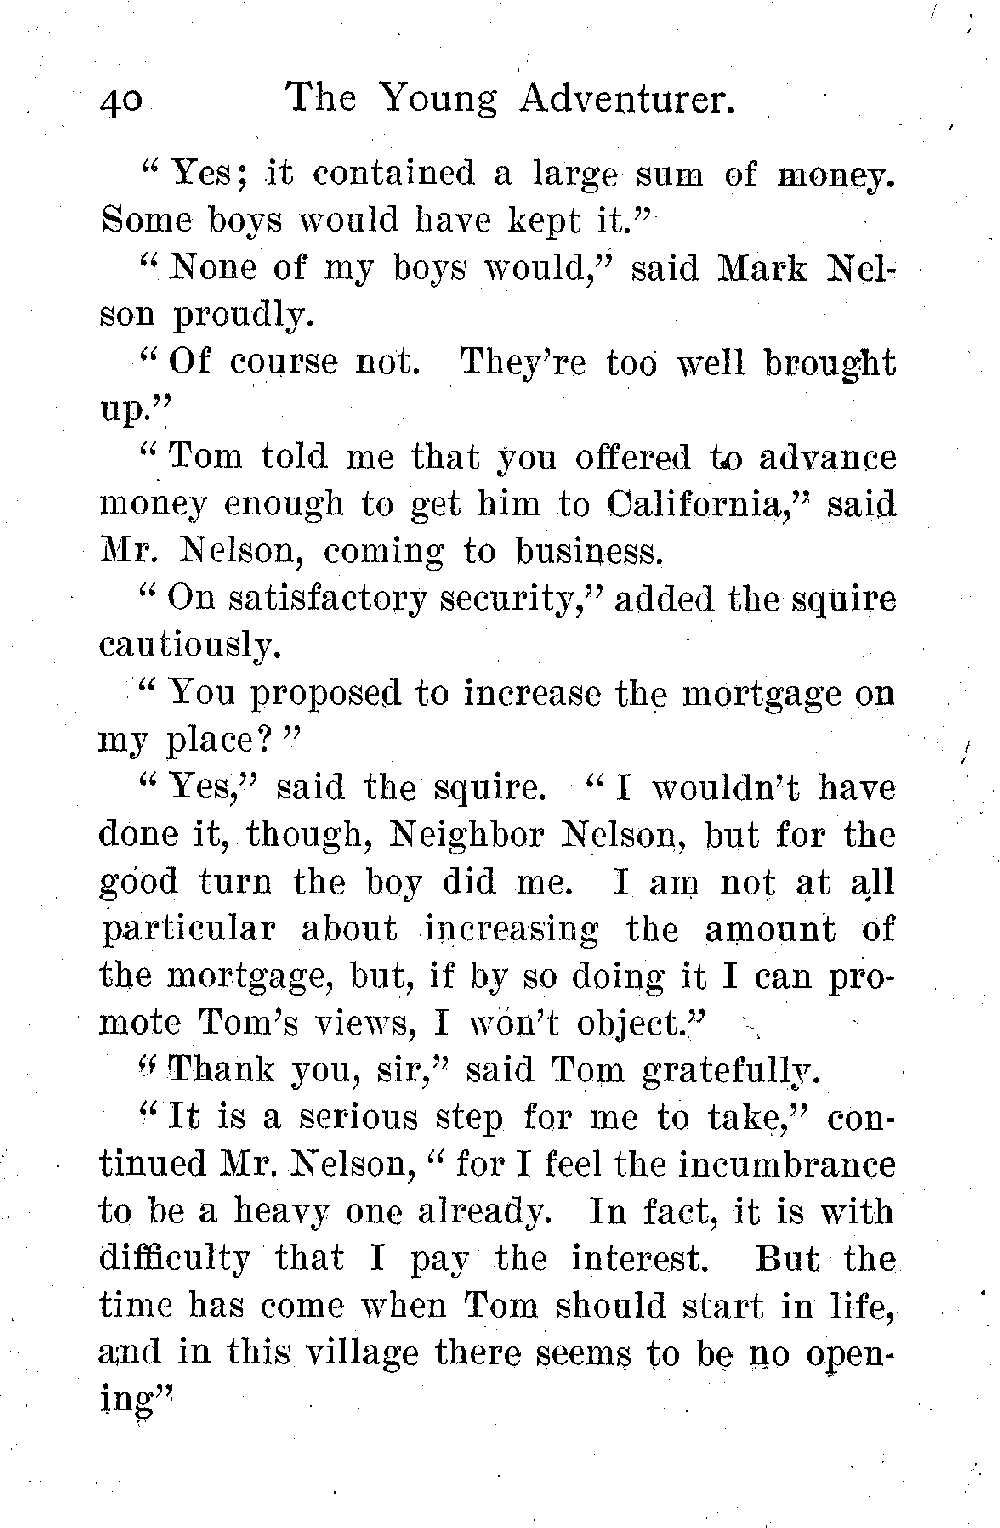 40 The Young Adventurer.
“ Yes; it contained a large sum of money.
Some boys would have kept it.”
“ None of my boys would,” said Mark Nel-
son proudly.
“ Of course not. They’re too well brought
up.”
“ Tom told me that you offered to advance
money enough to get him to California,” said
Mr. Nelson, coming to business.
“ On satisfactory security,” added the squire
cautiously.
“ You proposed to increase the mortgage on
my place? ”
“ Yes,” said the squire. “ I wouldn’t have
done it, though, Neighbor Nelson, but for the
good turn the boy did me. I am not at all
particular about increasing the amount of
the mortgage, but, if by so doing it I can pro-
mote Tom’s views, I won’t object.”
“ Thank you, sir,” said Tom gratefully.
“ It is a serious step for me to take,” con-
tinued Mr. Nelson, “ for I feel the incumbrance
to be a heavy one already. In fact, it is with
difficulty that I pay the interest. But the
time has come when Tom should start in life,
and in this village there seems to be no open-
ing”